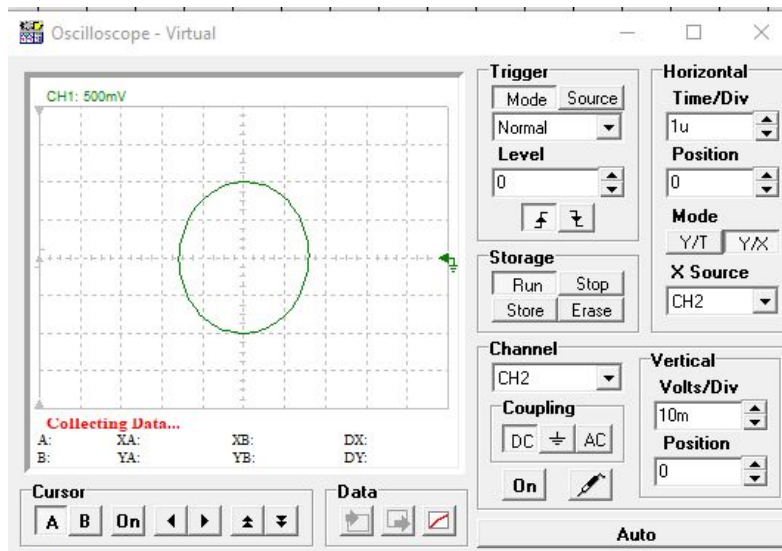 Oscilloscope - Virtual
CH1: 500mV
Collecting Data...
A: XA: XB: DX:
B: YA: YB: DY:
Cursor
A B On
Data
Trigger
Mode Source
Normal
Level
0
Storage
Run Stop
Store Erase
Channel
CH2
Coupling
DC AC
On
Horizontal
Time/Div
1u
Position
0
Mode
Y/T Y/X
X Source
CH2
Vertical
Volts/Div
10m
Position
0
Auto